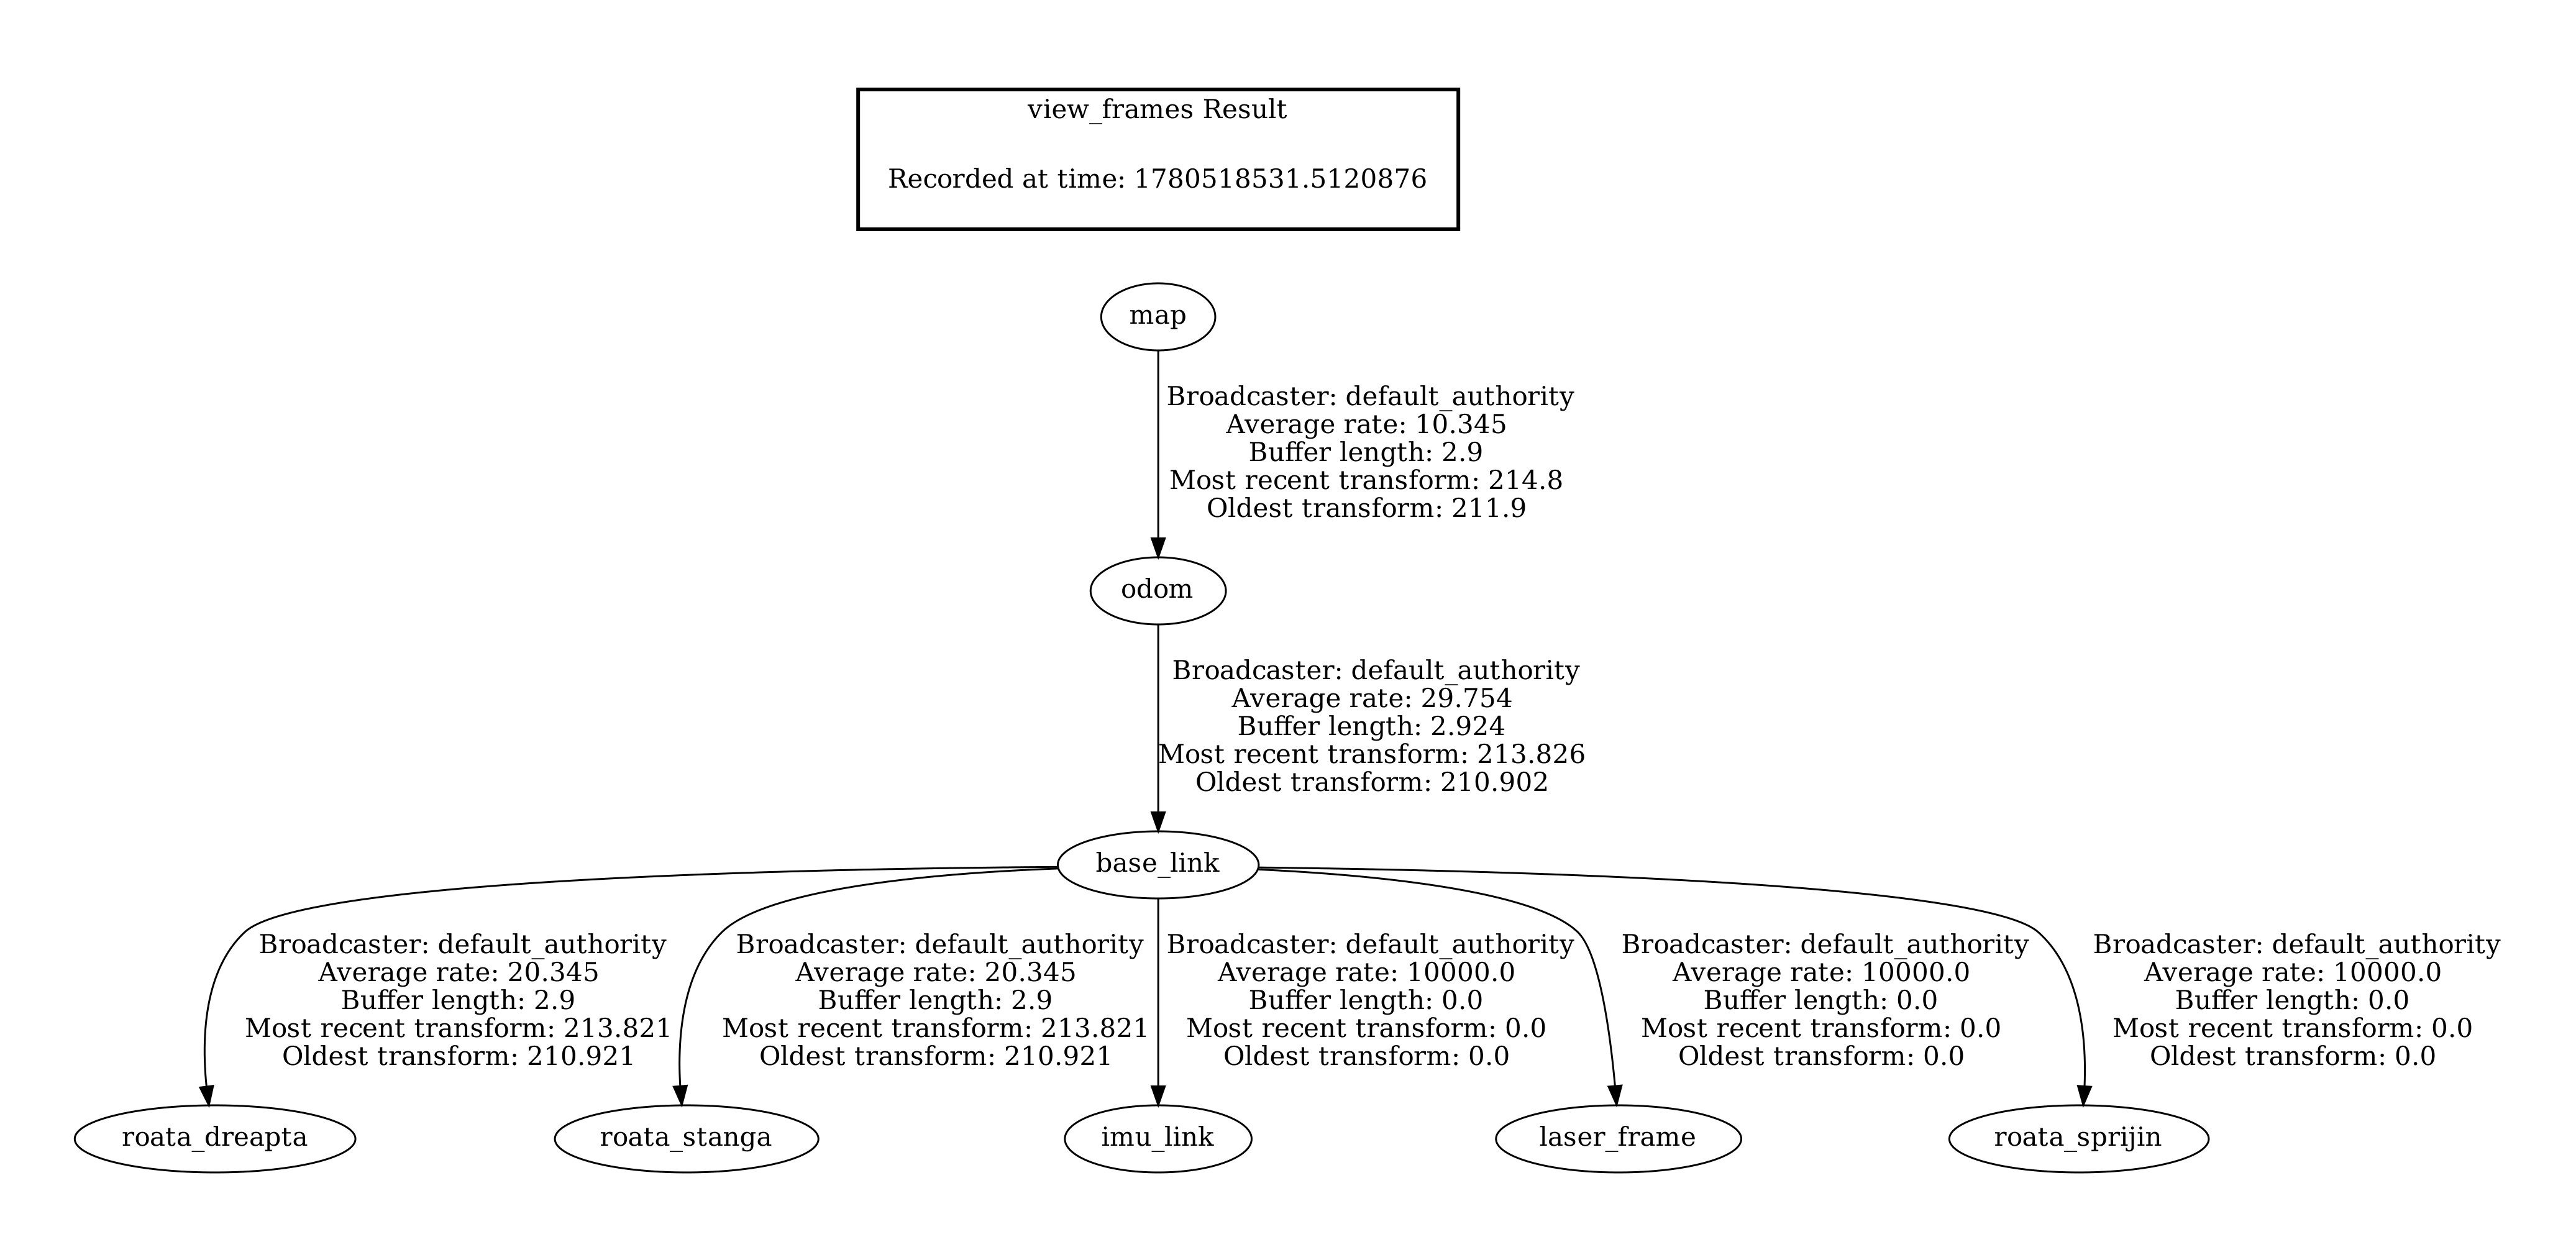 view_frames Result
Recorded at time: 1780518531.5120876
map
Broadcaster: default_authority
Average rate: 10.345
Buffer length: 2.9
Most recent transform: 214.8
Oldest transform: 211.9
odom
Broadcaster: default_authority
Average rate: 29.754
Buffer length: 2.924
Most recent transform: 213.826
Oldest transform: 210.902
base_link
Broadcaster: default_authority
Average rate: 20.345
Buffer length: 2.9
Most recent transform: 213.821
Oldest transform: 210.921
Broadcaster: default_authority
Average rate: 20.345
Buffer length: 2.9
Most recent transform: 213.821
Oldest transform: 210.921
Broadcaster: default_authority
Average rate: 10000.0
Buffer length: 0.0
Most recent transform: 0.0
Oldest transform: 0.0
Broadcaster: default_authority
Average rate: 10000.0
Buffer length: 0.0
Most recent transform: 0.0
Oldest transform: 0.0
Broadcaster: default_authority
Average rate: 10000.0
Buffer length: 0.0
Most recent transform: 0.0
Oldest transform: 0.0
roata_dreapta
roata_stanga
imu_link
laser_frame
roata_sprijin